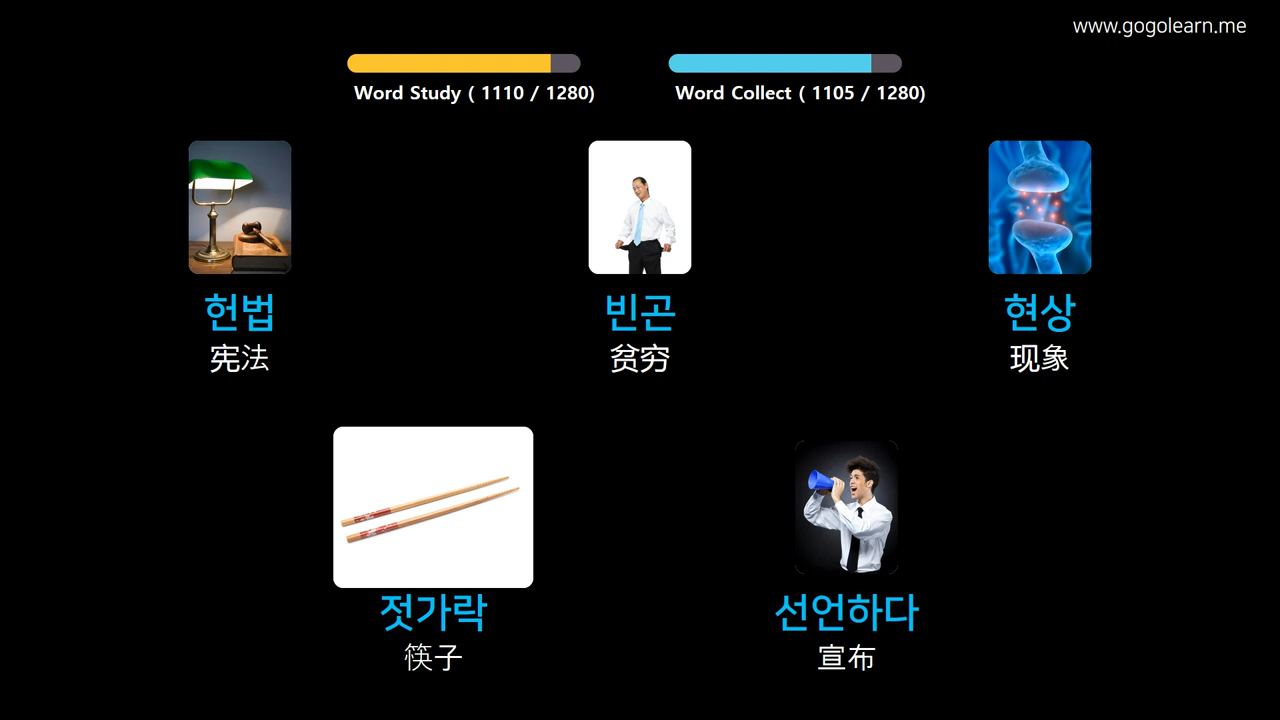 www.gogolearn.me
Word Study ( 1110 / 1280)
Word Collect ( 1105 / 1280)
헌법
宪法
빈곤
贫穷
현상
现象
젓가락
筷子
선언하다
宣布